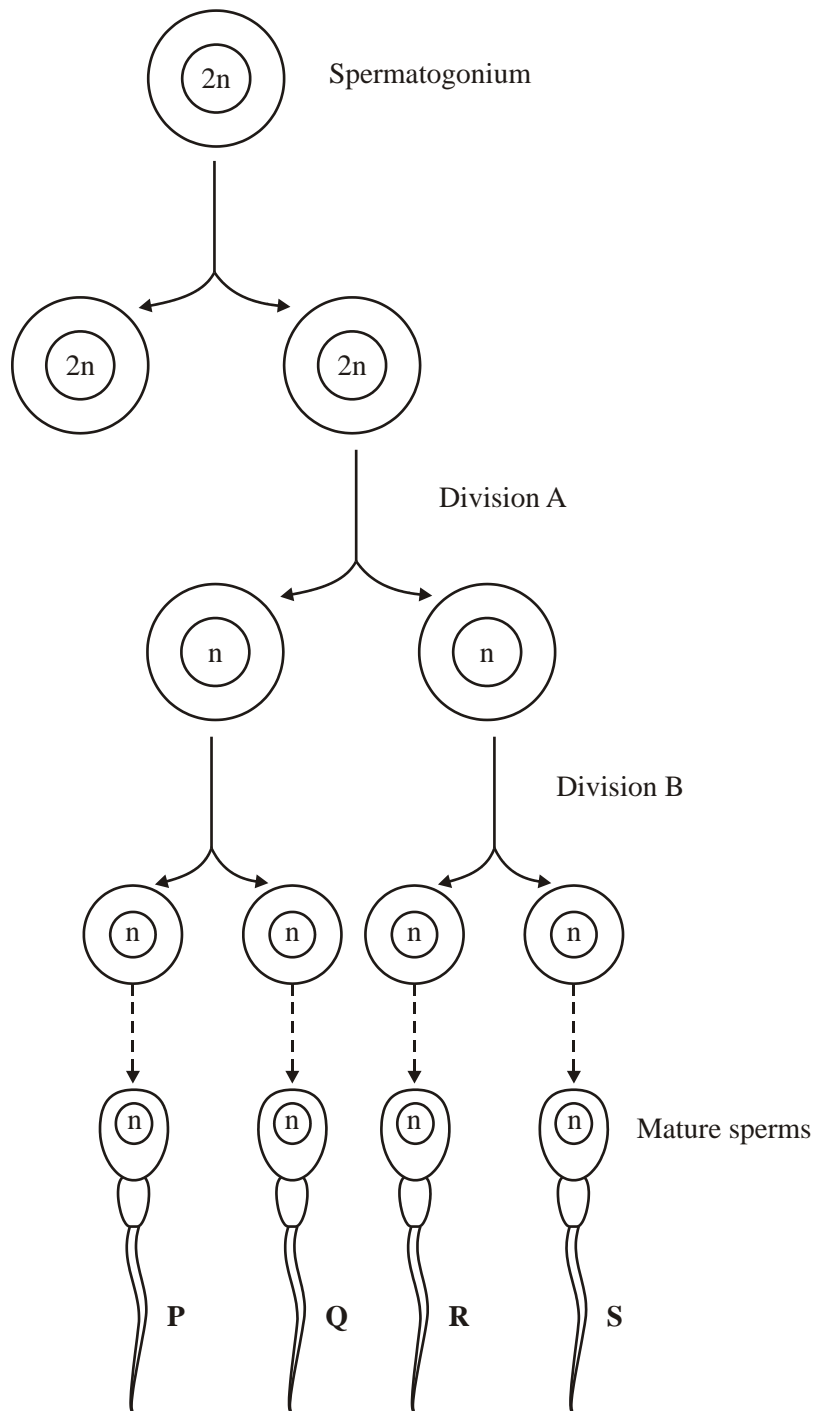 2n
Spermatogonium
2n 2n
Division A
n n
Division B
n n n n
n n n n
Mature sperms
P Q R S